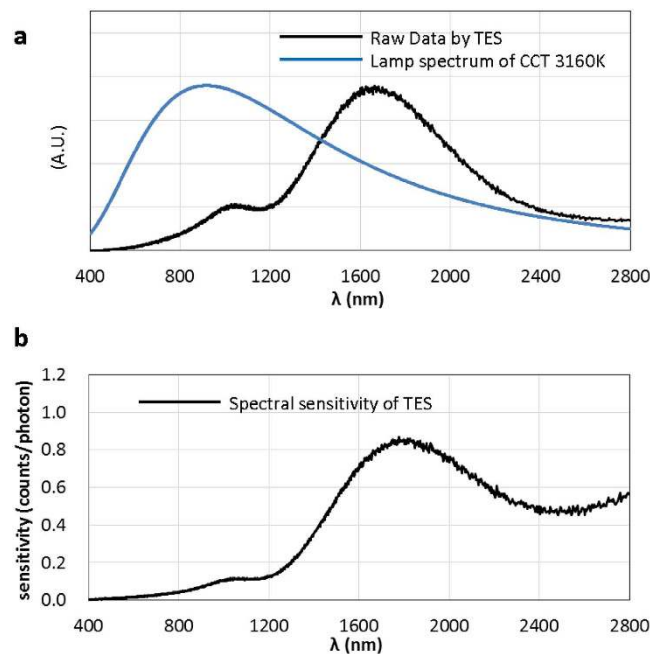 a
Raw Data by TES
Lamp spectrum of CCT 3160K
(A.U.)
400 800 1200 1600 2000 2400 2800
λ (nm)
b
1.2
Spectral sensitivity of TES
1.0
0.8
0.6
0.4
0.2
0.0
sensitivity (counts/photon)
400 800 1200 1600 2000 2400 2800
λ (nm)